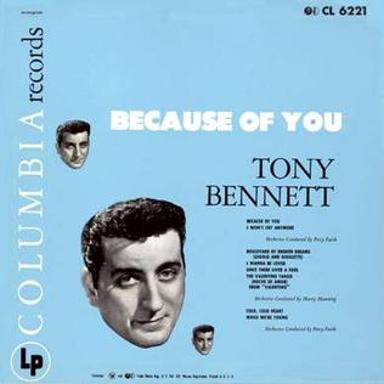 CL 6221
COLUMBIA records
BECAUSE OF YOU
TONY
BENNETT
BECAUSE OF YOU
I WON'T CRY ANYMORE
Orchestra Conducted by Percy Faith
BOULEVARD OF BROKEN DREAMS
(GIGOLO AND GIGOLETTE)
I WANNA BE LOVED
ONCE THERE LIVED A FOOL
THE VALENTINO TANGO
(NOCHE DE AMOR)
FROM "VALENTINO"
Orchestra Conducted by Marty Manning
COLD, COLD HEART
WHILE WE'RE YOUNG
Orchestra Conducted by Percy Faith
Lp